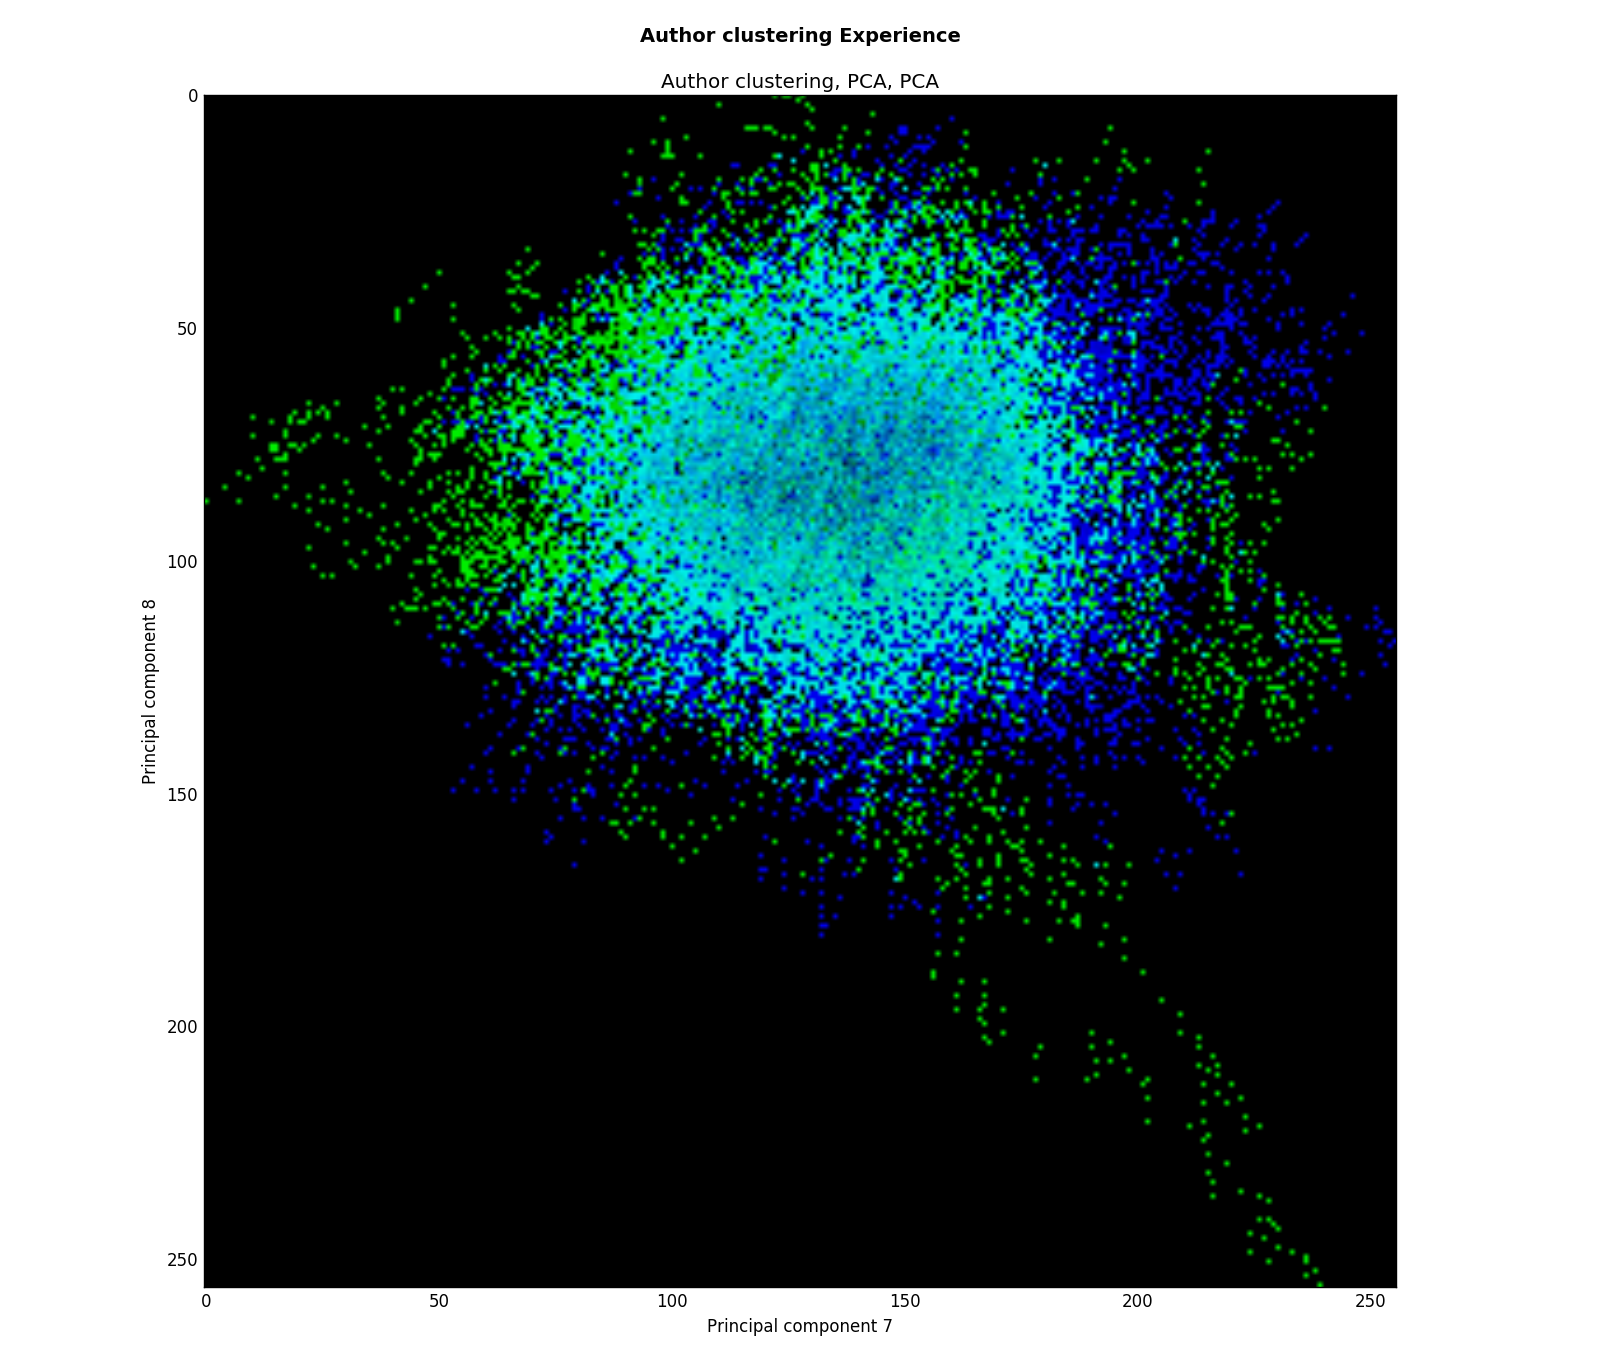 Author clustering Experience
Author clustering, PCA, PCA
0
50
100
150
200
250
Principal component 8
0 50 100 150 200 250
Principal component 7